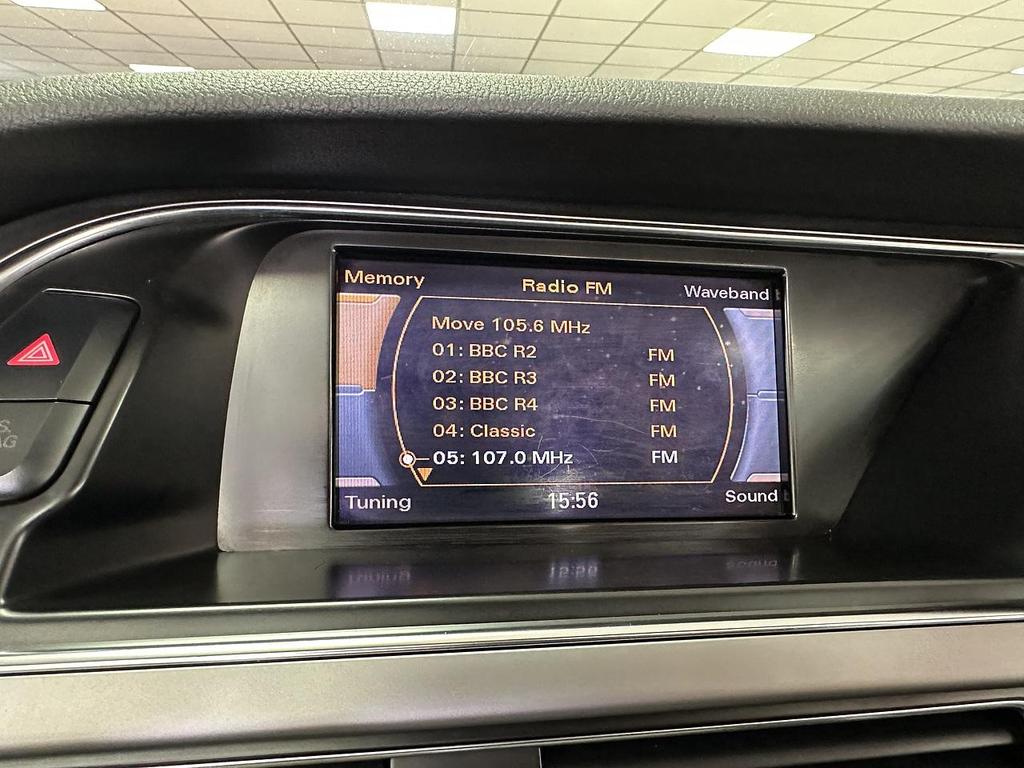 Memory Radio FM Waveband
Move 105.6 MHz
01: BBC R2 FM
02: BBC R3 FM
03: BBC R4 FM
04: Classic FM
05: 107.0 MHz FM
Tuning 15:56 Sound